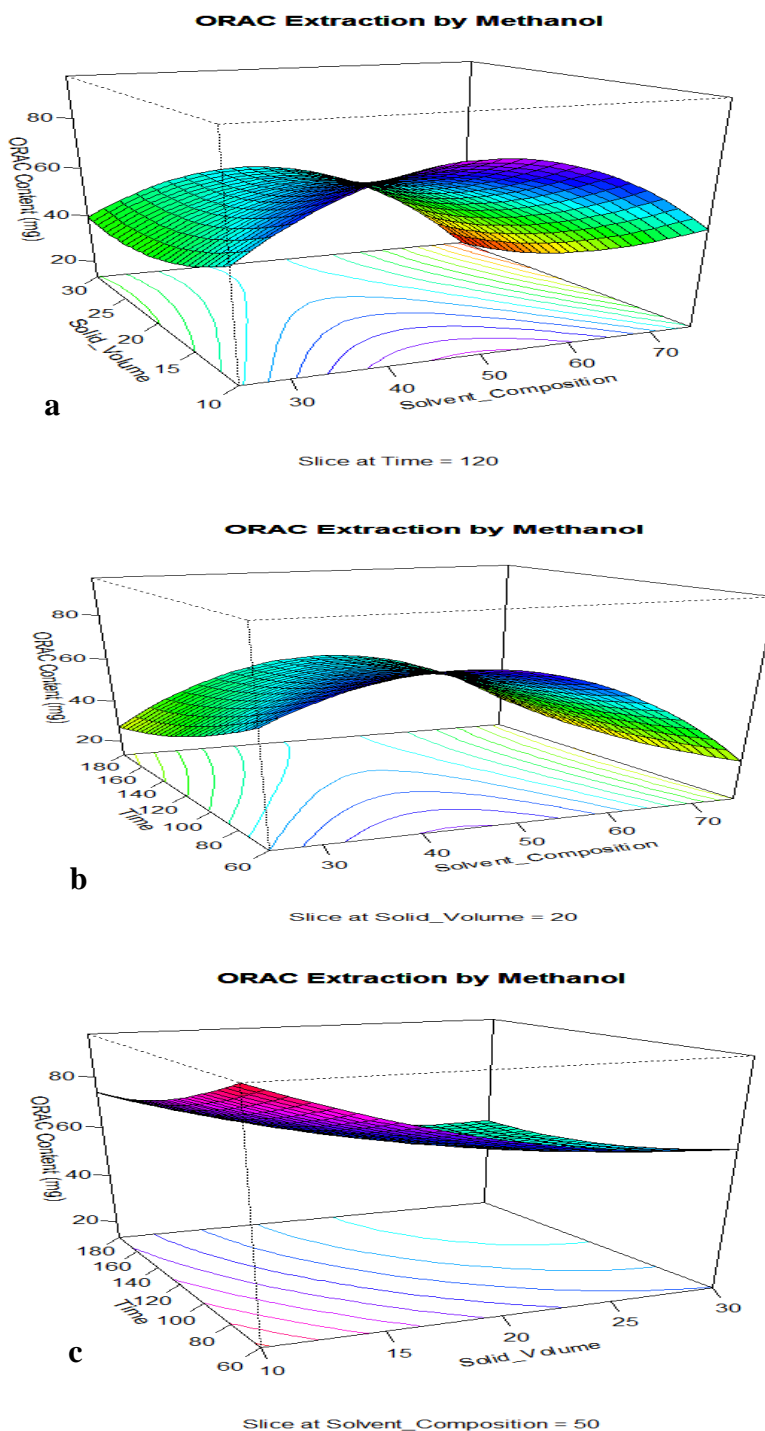 ORAC Extraction by Methanol
80
60
40
20
ORAC Content (mg)
30
25
20
15
10
Solid_Volume
30
40
50
60
70
Solvent_Composition
a
Slice at Time = 120
ORAC Extraction by Methanol
80
60
40
20
ORAC Content (mg)
180
160
140
120
100
80
60
Time
30
40
50
60
70
Solvent_Composition
b
Slice at Solid_Volume = 20
ORAC Extraction by Methanol
80
60
40
20
ORAC Content (mg)
180
160
140
120
100
80
60
Time
10
15
20
25
30
Solid_Volume
c
Slice at Solvent_Composition = 50